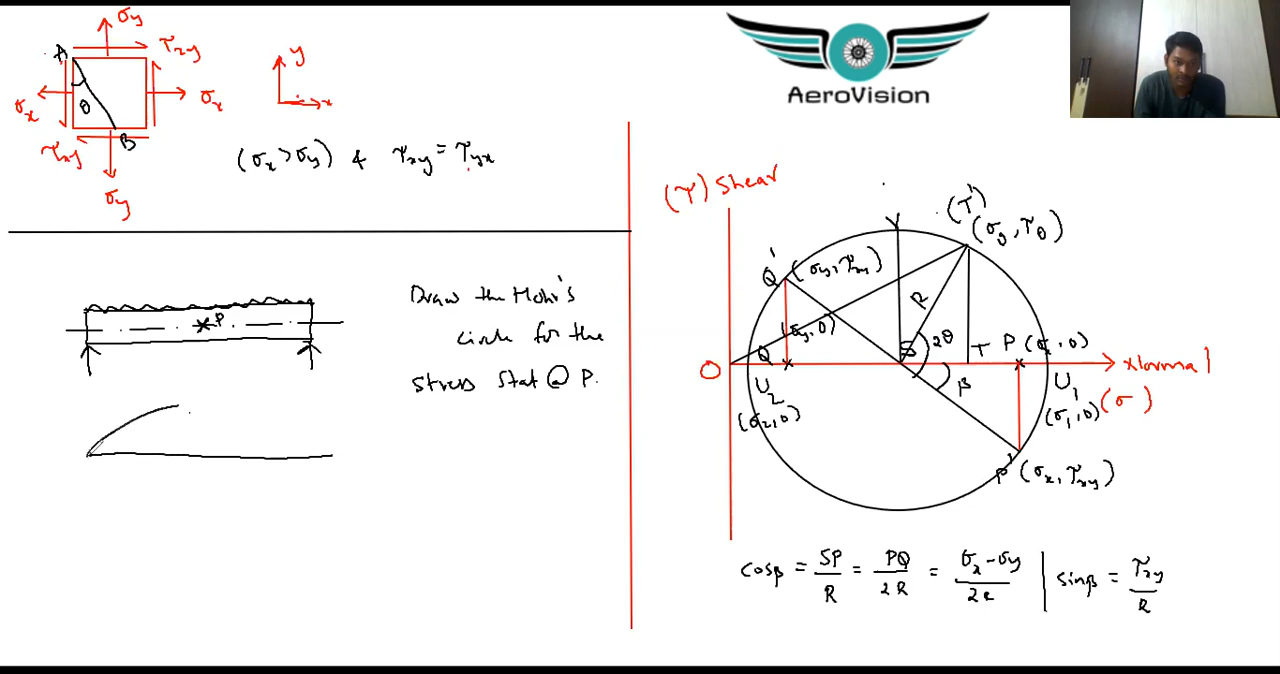 σy
A
τxy
σx
θ
σx
B
τxy
σy
y
x
(σx > σy) & τxy = τyx
AeroVision
P
Draw the Mohr's
circle for the
stress stat @ P.
(τ) Shear
(T')
(σθ, τθ)
V
Q' (σy, τxy)
R
(σy, 0)
Q
S
2θ
T
P (σx, 0)
O
β
Normal
(σ)
U2
(σ2, 0)
U1
(σ1, 0)
P' (σx, τxy)
cosβ = SP/R = PQ/2R = σx - σy/2R | sinβ = τxy/R